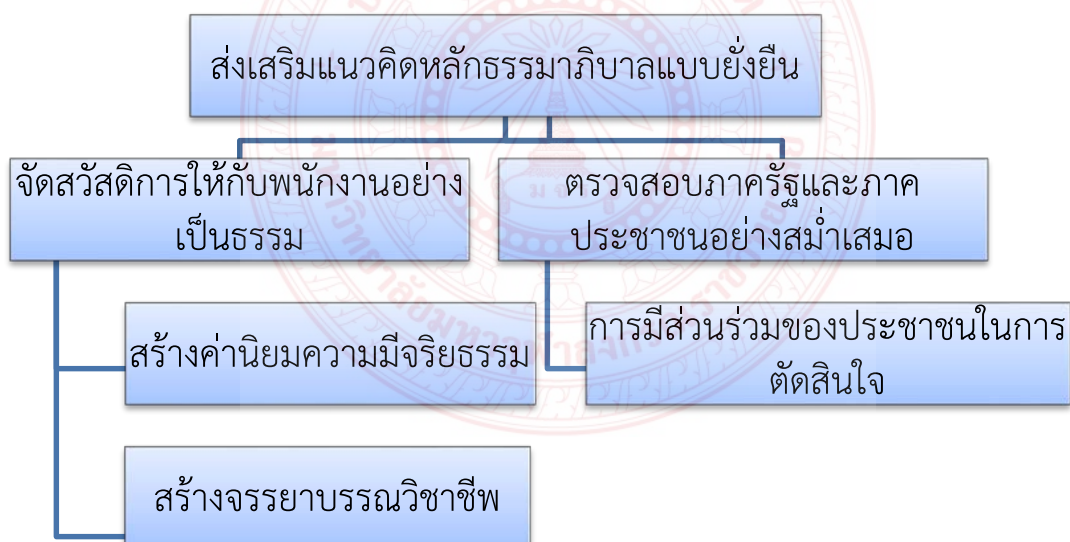 ส่งเสริมแนวคิดหลักธรรมาภิบาลแบบยั่งยืน
จัดสวัสดิการให้กับพนักงานอย่าง
เป็นธรรม
ตรวจสอบภาครัฐและภาค
ประชาชนอย่างสม่ำเสมอ
สร้างค่านิยมความมีจริยธรรม
การมีส่วนร่วมของประชาชนในการ
ตัดสินใจ
สร้างจรรยาบรรณวิชาชีพ